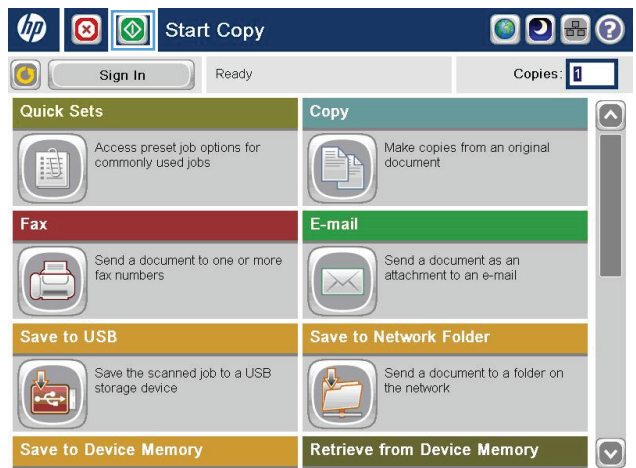 hp
Start Copy
?
Sign In
Ready
Copies: 1
Quick Sets
Copy
Access preset job options for
commonly used jobs
Make copies from an original
document
Fax
E-mail
Send a document to one or more
fax numbers
Send a document as an
attachment to an e-mail
Save to USB
Save to Network Folder
Save the scanned job to a USB
storage device
Send a document to a folder on
the network
Save to Device Memory
Retrieve from Device Memory